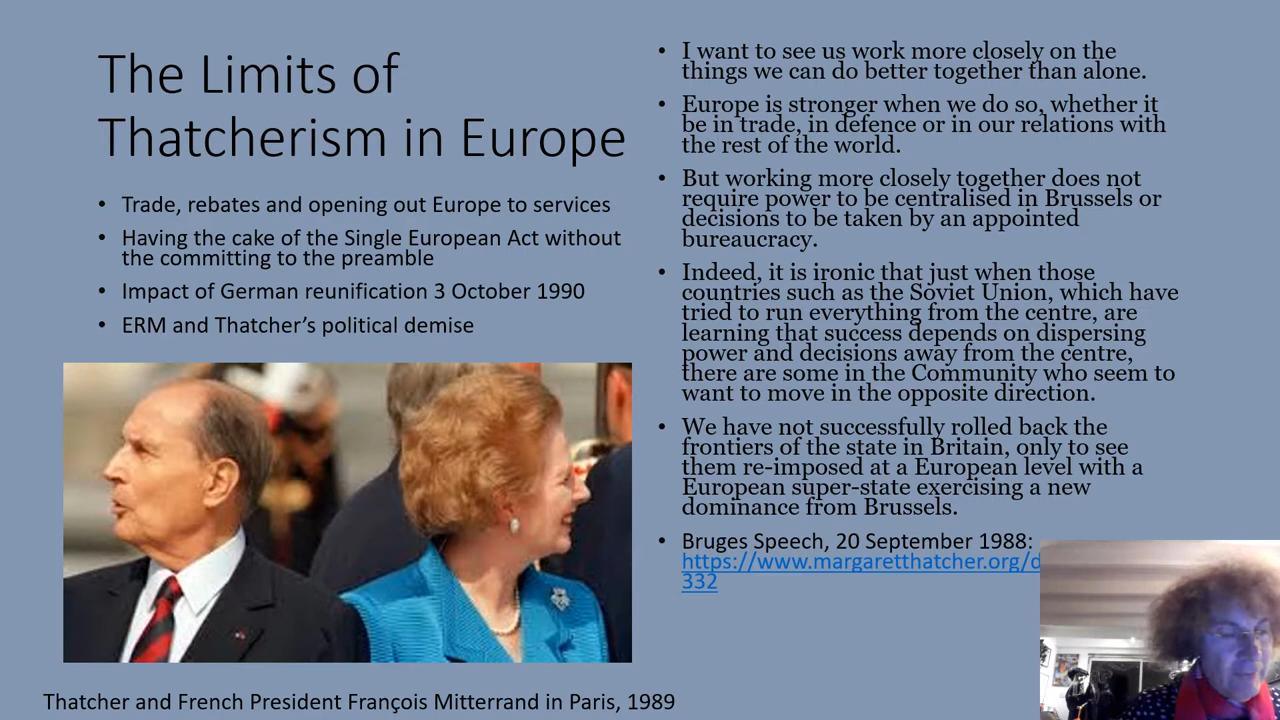 The Limits of
Thatcherism in Europe
• Trade, rebates and opening out Europe to services
• Having the cake of the Single European Act without
the committing to the preamble
• Impact of German reunification 3 October 1990
• ERM and Thatcher’s political demise
Thatcher and French President François Mitterrand in Paris, 1989
• I want to see us work more closely on the
things we can do better together than alone.
• Europe is stronger when we do so, whether it
be in trade, in defence or in our relations with
the rest of the world.
• But working more closely together does not
require power to be centralised in Brussels or
decisions to be taken by an appointed
bureaucracy.
• Indeed, it is ironic that just when those
countries such as the Soviet Union, which have
tried to run everything from the centre, are
learning that success depends on dispersing
power and decisions away from the centre,
there are some in the Community who seem to
want to move in the opposite direction.
• We have not successfully rolled back the
frontiers of the state in Britain, only to see
them re-imposed at a European level with a
European super-state exercising a new
dominance from Brussels.
• Bruges Speech, 20 September 1988:
https://www.margaretthatcher.org/d
332